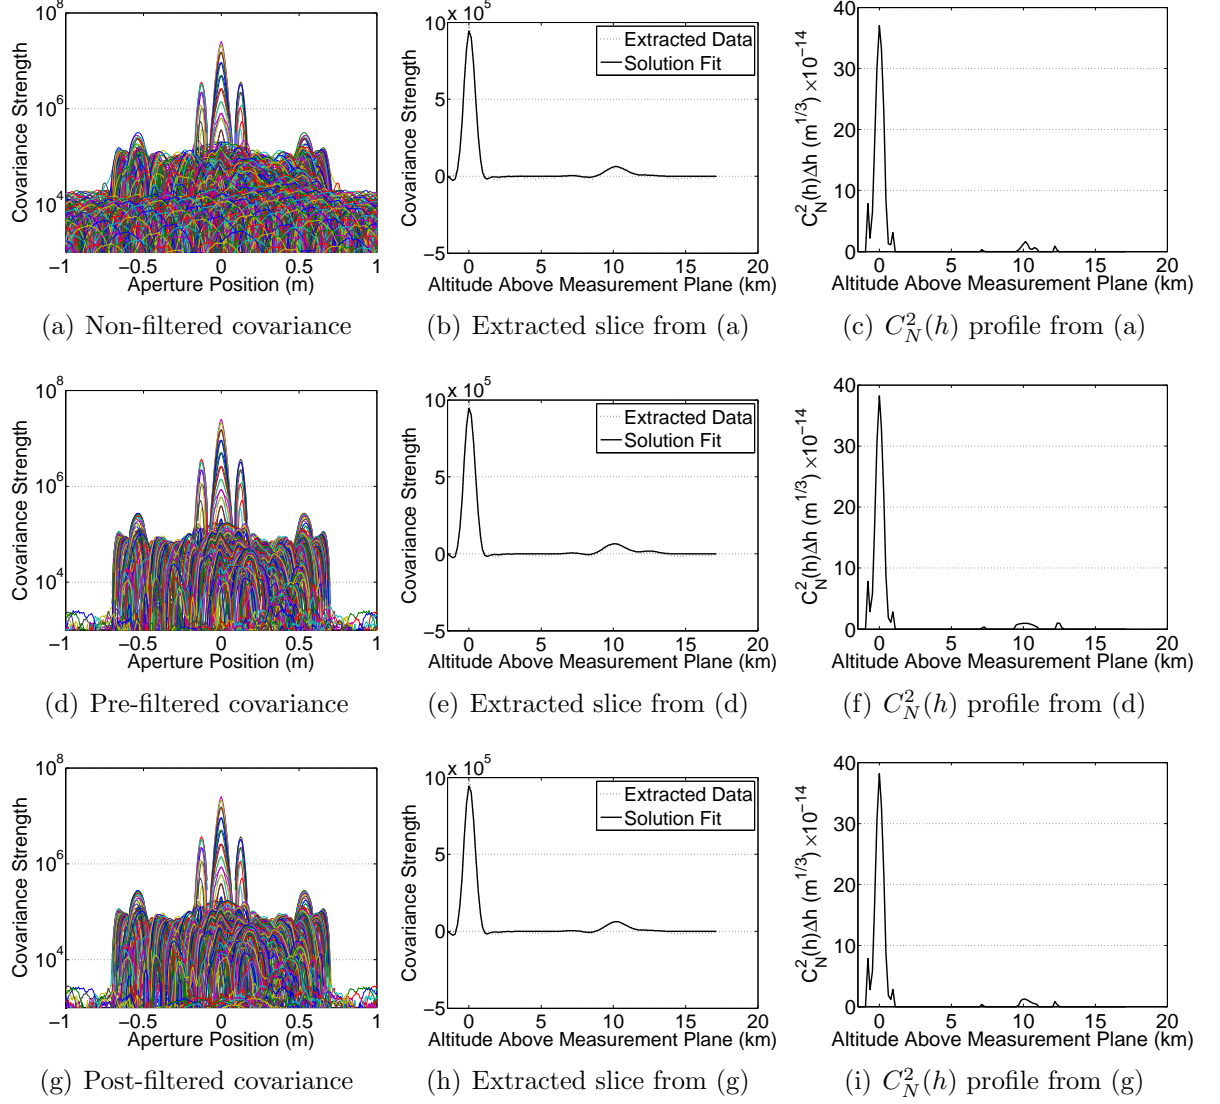 10^8
10^6
10^4
Covariance Strength
−1 −0.5 0 0.5 1
Aperture Position (m)
(a) Non-filtered covariance
10 x 10^5
5
0
−5
Covariance Strength
Extracted Data
Solution Fit
0 5 10 15 20
Altitude Above Measurement Plane (km)
(b) Extracted slice from (a)
40
30
20
10
0
C_N^2(h)Δh (m^{1/3}) ×10^{−14}
0 5 10 15 20
Altitude Above Measurement Plane (km)
(c) C_N^2(h) profile from (a)
10^8
10^6
10^4
Covariance Strength
−1 −0.5 0 0.5 1
Aperture Position (m)
(d) Pre-filtered covariance
10 x 10^5
5
0
−5
Covariance Strength
Extracted Data
Solution Fit
0 5 10 15 20
Altitude Above Measurement Plane (km)
(e) Extracted slice from (d)
40
30
20
10
0
C_N^2(h)Δh (m^{1/3}) ×10^{−14}
0 5 10 15 20
Altitude Above Measurement Plane (km)
(f) C_N^2(h) profile from (d)
10^8
10^6
10^4
Covariance Strength
−1 −0.5 0 0.5 1
Aperture Position (m)
(g) Post-filtered covariance
10 x 10^5
5
0
−5
Covariance Strength
Extracted Data
Solution Fit
0 5 10 15 20
Altitude Above Measurement Plane (km)
(h) Extracted slice from (g)
40
30
20
10
0
C_N^2(h)Δh (m^{1/3}) ×10^{−14}
0 5 10 15 20
Altitude Above Measurement Plane (km)
(i) C_N^2(h) profile from (g)